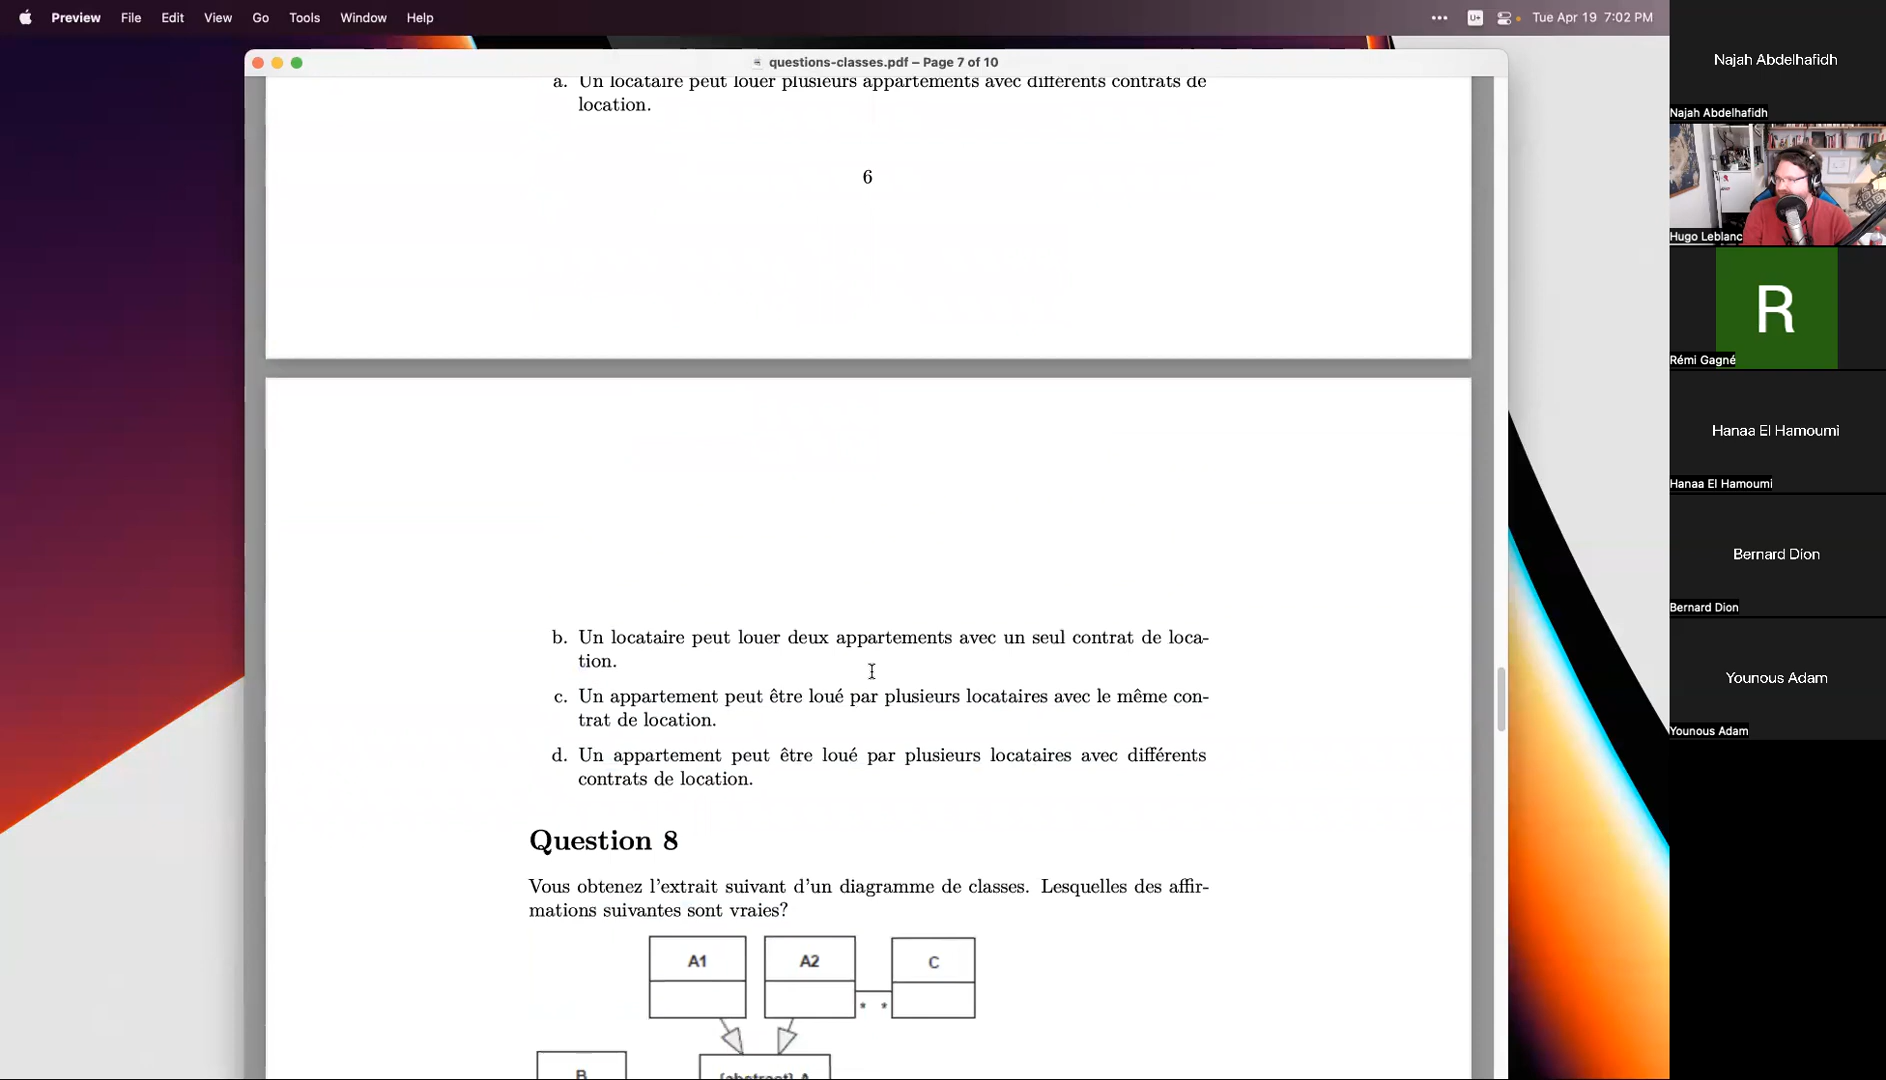 Preview File Edit View Go Tools Window Help
U+ Tue Apr 19 7:02 PM
questions-classes.pdf – Page 7 of 10
a. Un locataire peut louer plusieurs appartements avec différents contrats de
location.
6
b. Un locataire peut louer deux appartements avec un seul contrat de loca-
tion.
c. Un appartement peut être loué par plusieurs locataires avec le même con-
trat de location.
d. Un appartement peut être loué par plusieurs locataires avec différents
contrats de location.
Question 8
Vous obtenez l'extrait suivant d'un diagramme de classes. Lesquelles des affir-
mations suivantes sont vraies?
A1 A2 C
* *
B {abstract} A
Najah Abdelhafidh
Najah Abdelhafidh
Hugo Leblanc
R
Rémi Gagné
Hanaa El Hamoumi
Hanaa El Hamoumi
Bernard Dion
Bernard Dion
Younous Adam
Younous Adam